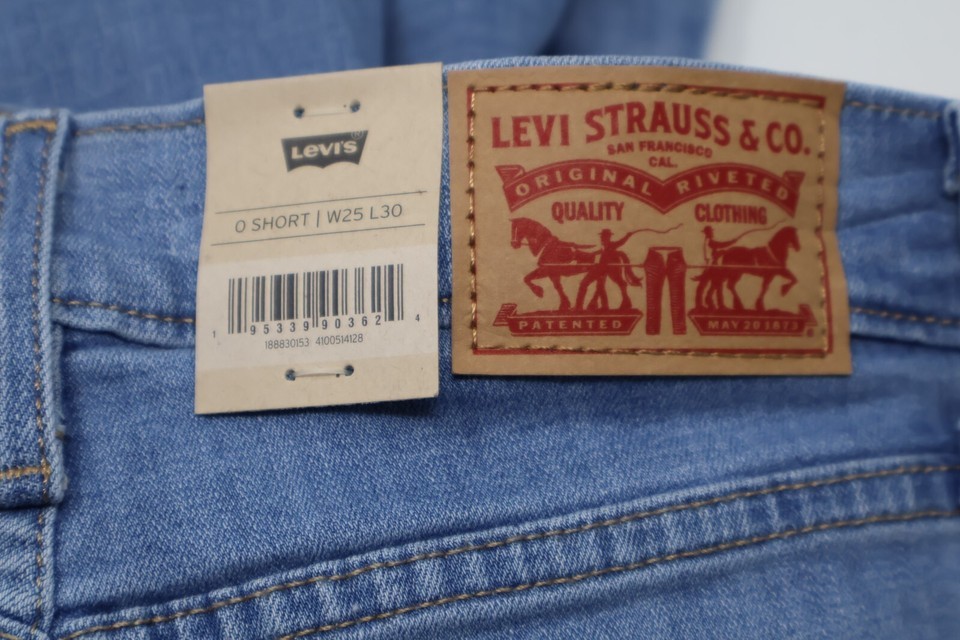 Levi's
0 SHORT | W25 L30
1 95339 90362 4
188830153 4100514128
LEVI STRAUSS & CO.
SAN FRANCISCO
CAL.
ORIGINAL RIVETED
QUALITY CLOTHING
PATENTED MAY 20 1873